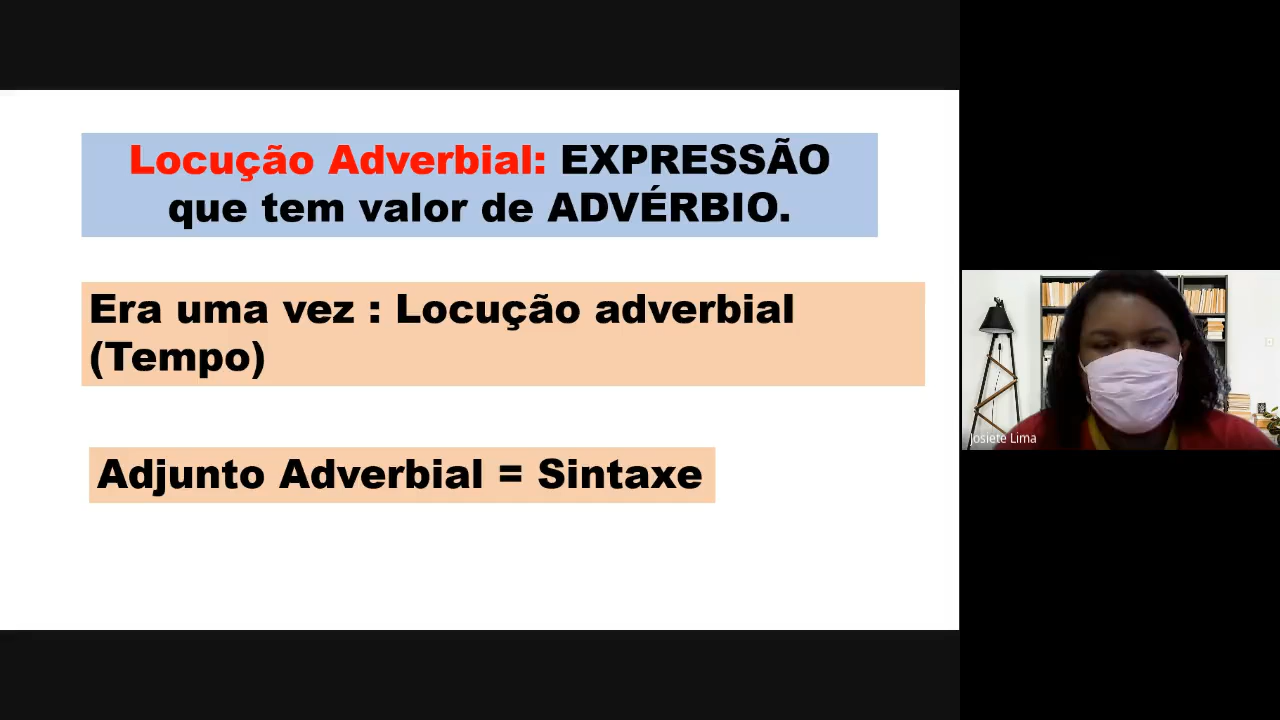 Locução Adverbial: EXPRESSÃO
que tem valor de ADVÉRBIO.
Era uma vez : Locução adverbial
(Tempo)
Adjunto Adverbial = Sintaxe
Josiete Lima